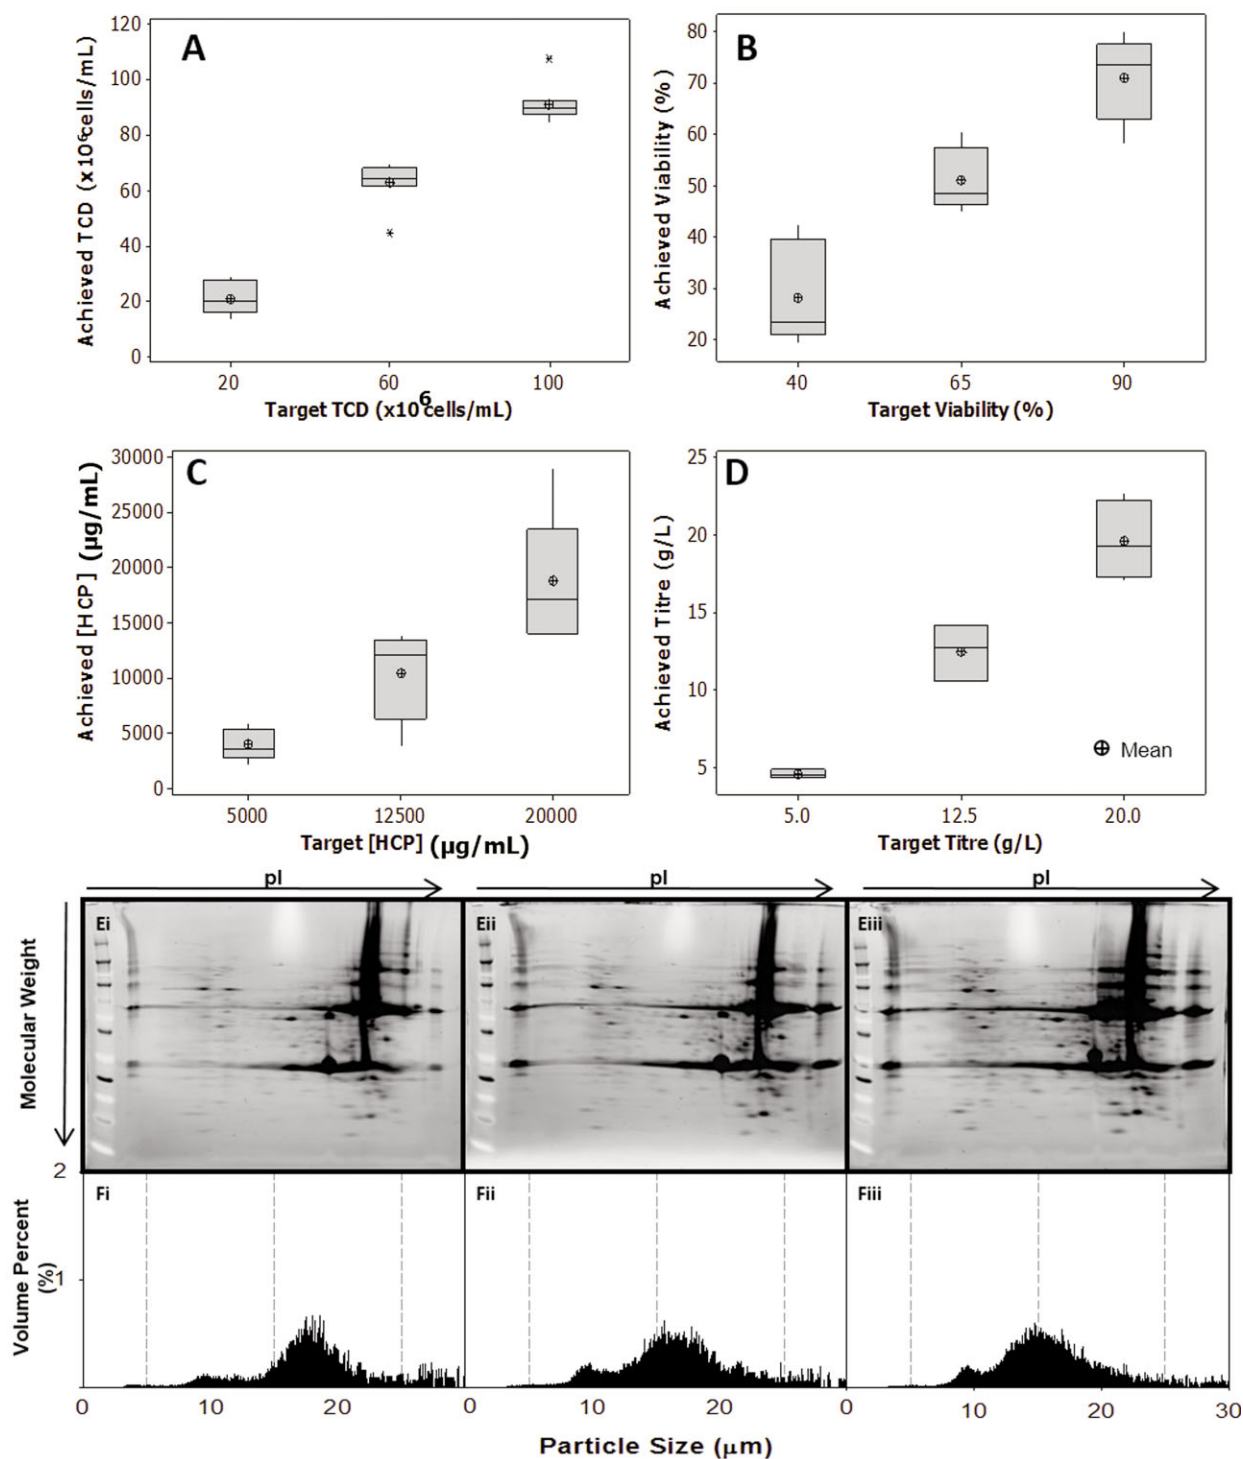 A
Achieved TCD (x10⁶cells/mL)
120
100
80
60
40
20
0
20 60 100
Target TCD (x10⁶cells/mL)
B
Achieved Viability (%)
80
70
60
50
40
30
20
40 65 90
Target Viability (%)
C
Achieved [HCP] (µg/mL)
30000
25000
20000
15000
10000
5000
0
5000 12500 20000
Target [HCP] (µg/mL)
D
Achieved Titre (g/L)
25
20
15
10
5
⊕ Mean
5.0 12.5 20.0
Target Titre (g/L)
pI pI pI
Molecular Weight
Ei Eii Eiii
Volume Percent
(%)
2
1
Fi Fii Fiii
0 10 20 0 10 20 0 10 20 30
Particle Size (µm)